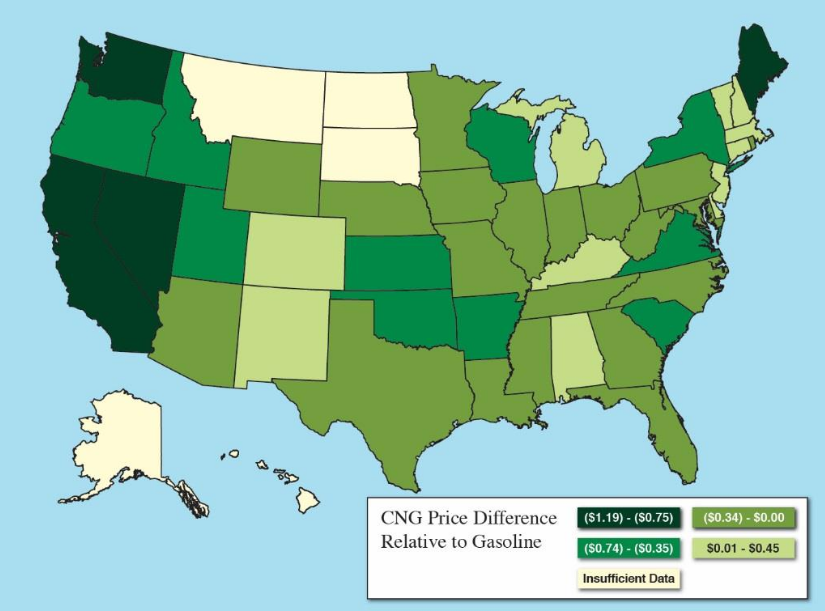 CNG Price Difference
Relative to Gasoline
($1.19) - ($0.75)
($0.34) - $0.00
($0.74) - ($0.35)
$0.01 - $0.45
Insufficient Data